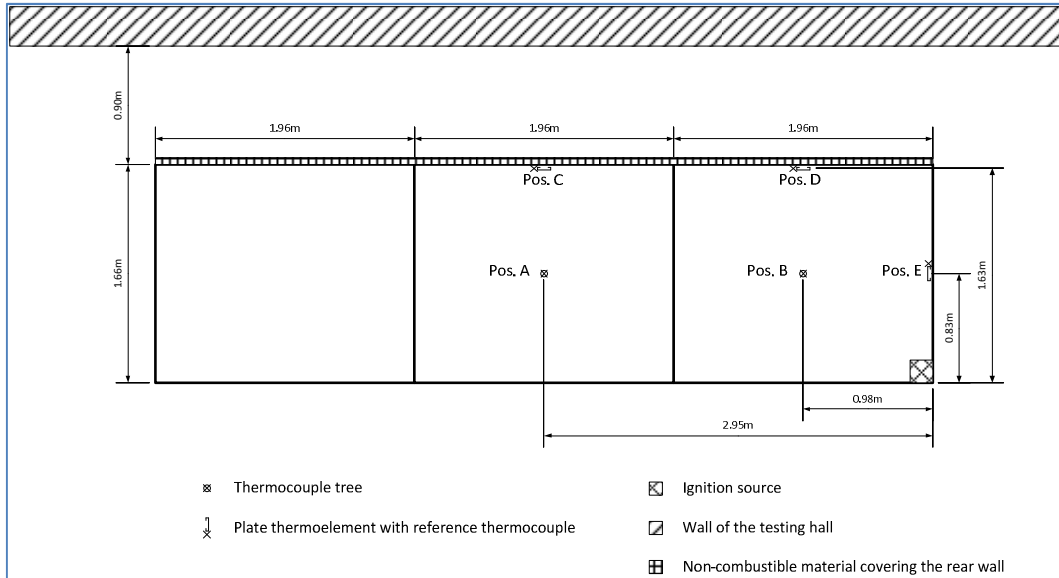 0.90m
1.96m
1.96m
1.96m
Pos. C
Pos. D
1.66m
Pos. A
Pos. B
Pos. E
1.63m
0.83m
0.98m
2.95m
Thermocouple tree
Ignition source
Plate thermoelement with reference thermocouple
Wall of the testing hall
Non-combustible material covering the rear wall